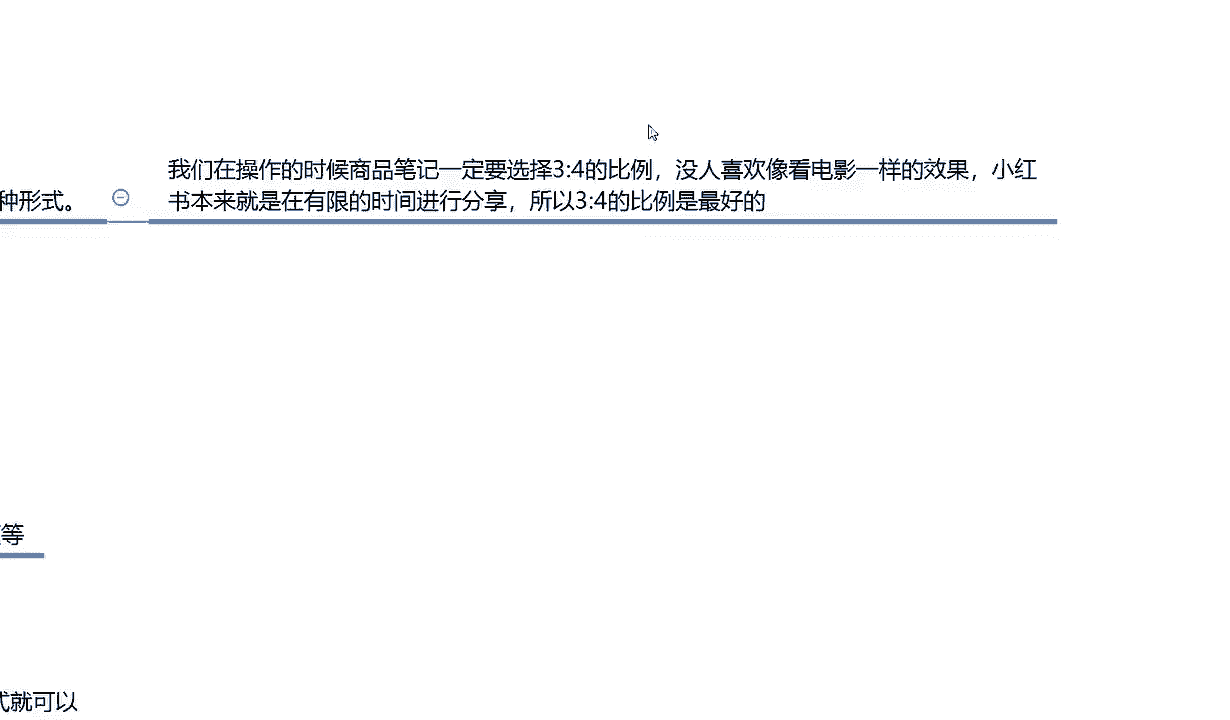 我们在操作的时候商品笔记一定要选择3:4的比例，没人喜欢像看电影一样的效果，小红
种形式。
书本来就是在有限的时间进行分享，所以3:4的比例是最好的
等
式就可以